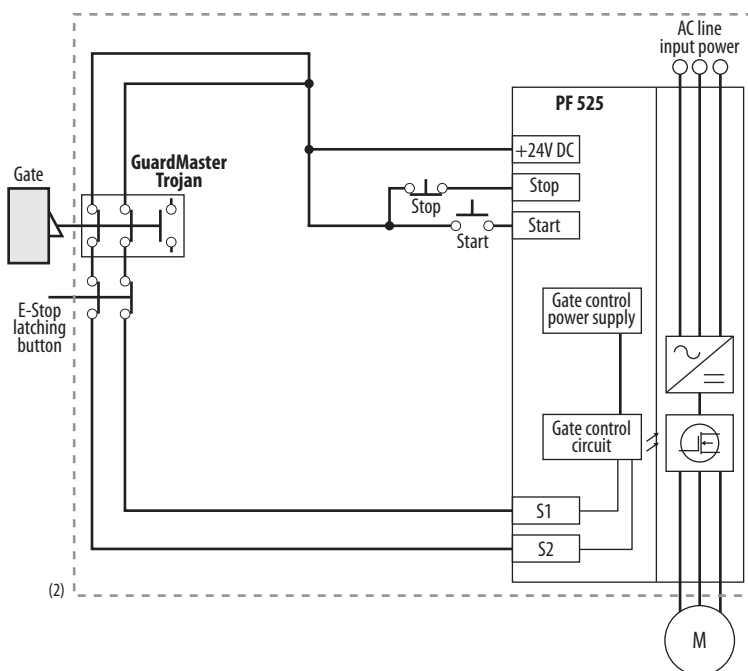 AC line
input power
PF 525
+24V DC
GuardMaster
Trojan
Gate
Stop
Stop
Start
Start
Gate control
power supply
E-Stop
latching
button
Gate control
circuit
S1
S2
(2)
M